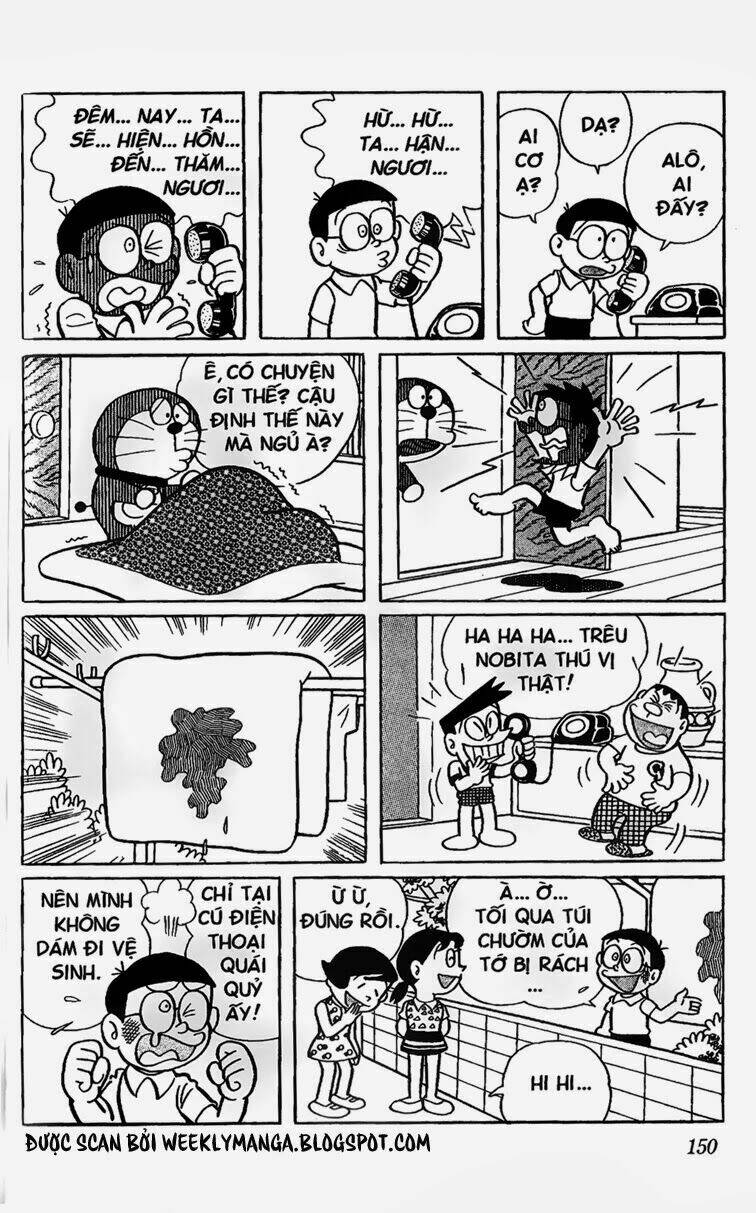 ALÔ,
AI
ĐẤY?
DẠ?
AI
CƠ
Ạ?
HỪ... HỪ...
TA... HẬN...
NGƯƠI...
ĐÊM... NAY... TA...
SẼ... HIỆN... HỒN...
ĐẾN... THĂM...
NGƯƠI...
Ê, CÓ CHUYỆN
GÌ THẾ? CẬU
ĐỊNH THẾ NÀY
MÀ NGỦ À?
HA HA HA... TRÊU
NOBITA THÚ VỊ
THẬT!
À... Ờ...
TỐI QUA TÚI
CHƯỜM CỦA
TỚ BỊ RÁCH
...
Ừ Ừ,
ĐÚNG RỒI.
HI HI...
CHỈ TẠI
CÚ ĐIỆN
THOẠI
QUÁI
QUỶ
ẤY!
NÊN MÌNH
KHÔNG
DÁM ĐI VỆ
SINH.
ĐƯỢC SCAN BỞI WEEKLYMANGA.BLOGSPOT.COM
150